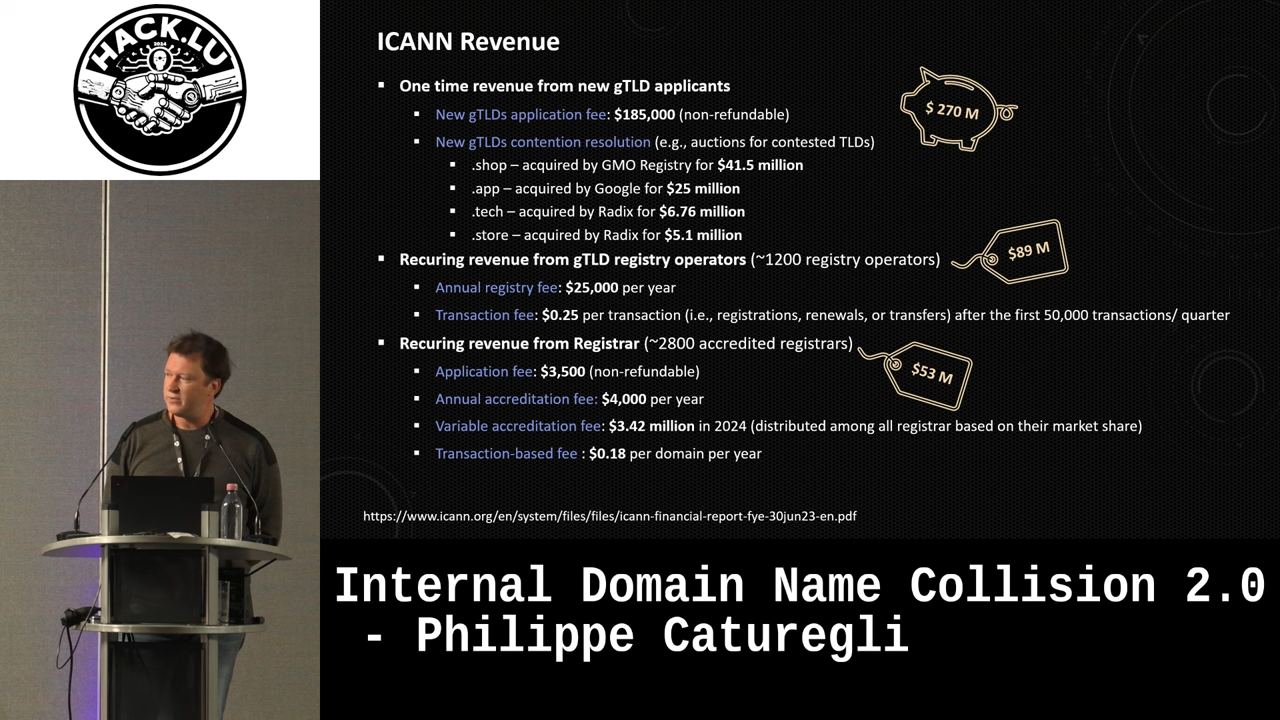 HACK.LU
2024
ICANN Revenue
▪ One time revenue from new gTLD applicants
▪ New gTLDs application fee: $185,000 (non-refundable)
▪ New gTLDs contention resolution (e.g., auctions for contested TLDs)
▪ .shop – acquired by GMO Registry for $41.5 million
▪ .app – acquired by Google for $25 million
▪ .tech – acquired by Radix for $6.76 million
▪ .store – acquired by Radix for $5.1 million
$ 270 M
▪ Recuring revenue from gTLD registry operators (~1200 registry operators)
$89 M
▪ Annual registry fee: $25,000 per year
▪ Transaction fee: $0.25 per transaction (i.e., registrations, renewals, or transfers) after the first 50,000 transactions/ quarter
▪ Recuring revenue from Registrar (~2800 accredited registrars)
$53 M
▪ Application fee: $3,500 (non-refundable)
▪ Annual accreditation fee: $4,000 per year
▪ Variable accreditation fee: $3.42 million in 2024 (distributed among all registrar based on their market share)
▪ Transaction-based fee : $0.18 per domain per year
https://www.icann.org/en/system/files/files/icann-financial-report-fye-30jun23-en.pdf
Internal Domain Name Collision 2.0
- Philippe Caturegli